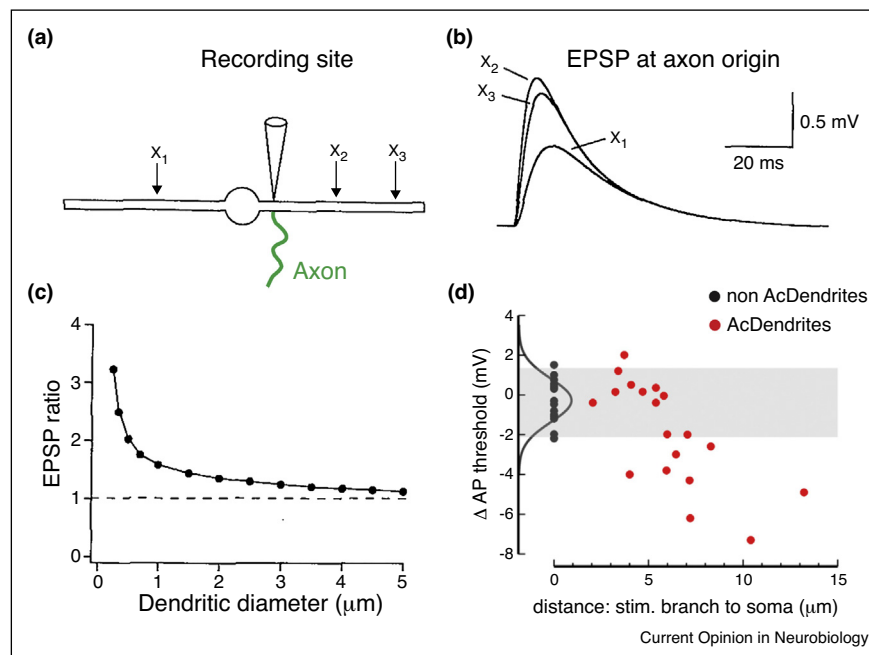 (a)
Recording site
X1
X2
X3
Axon
(b)
EPSP at axon origin
X2
X3
X1
0.5 mV
20 ms
(c)
4
3
2
1
0
EPSP ratio
0 1 2 3 4 5
Dendritic diameter (μm)
(d)
non AcDendrites
AcDendrites
4
2
0
-2
-4
-6
-8
Δ AP threshold (mV)
0 5 10 15
distance: stim. branch to soma (μm)
Current Opinion in Neurobiology